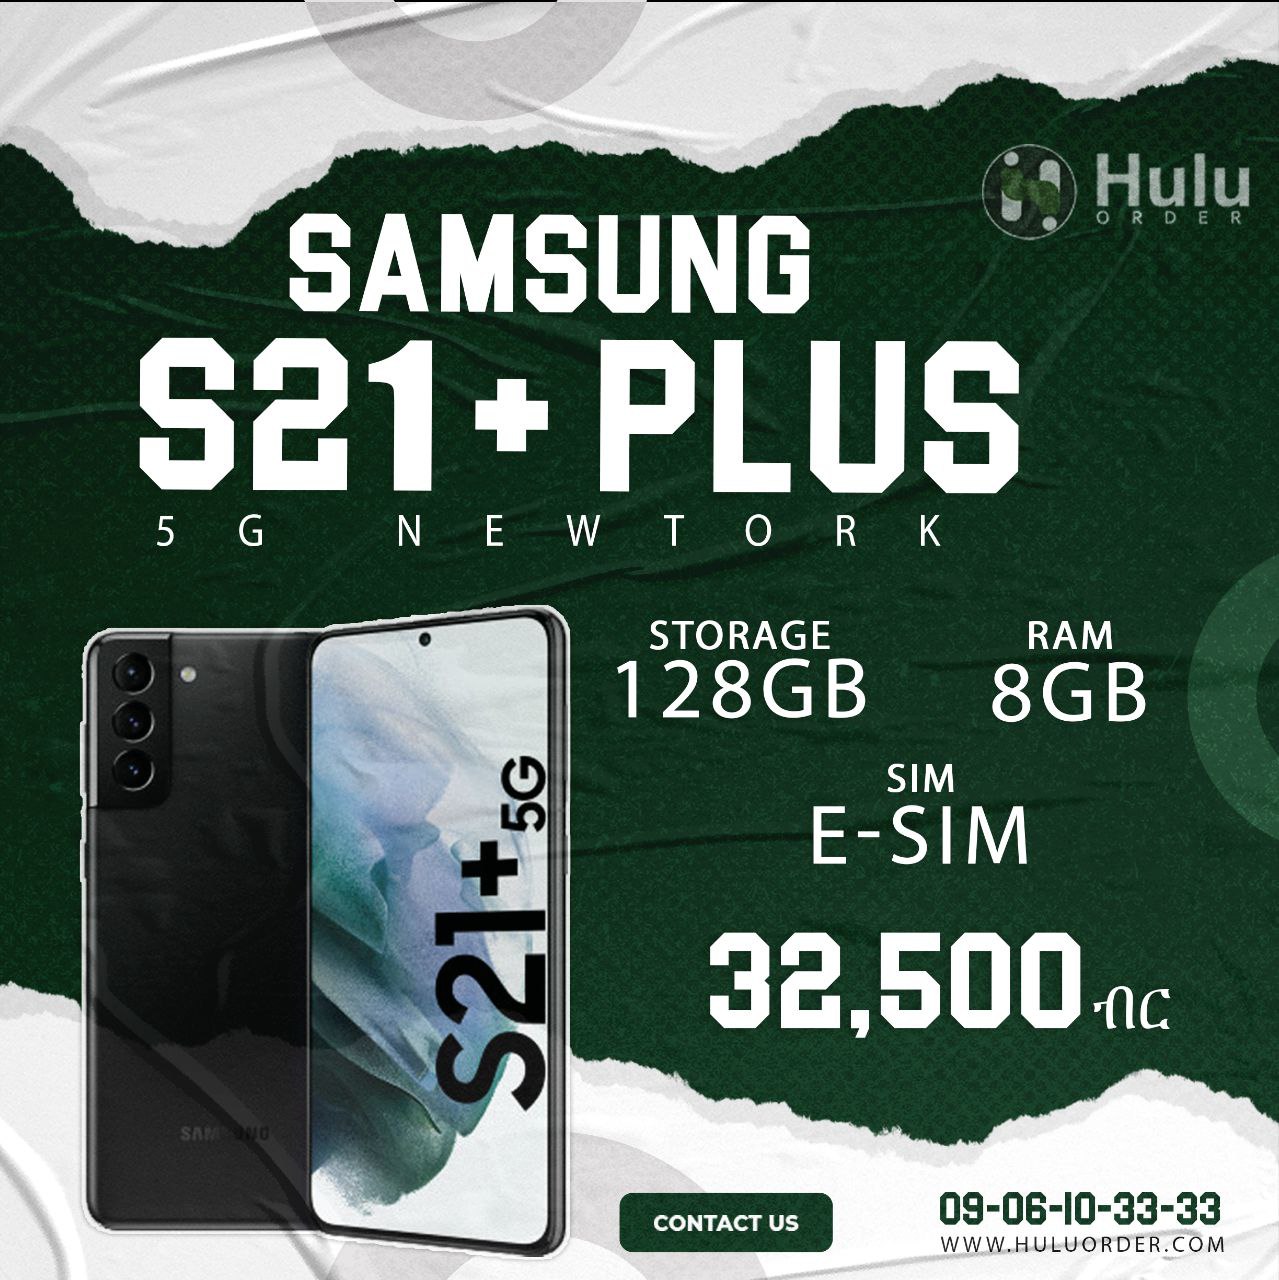 Hulu
ORDER
SAMSUNG
S21+ PLUS
5G NEWTORK
STORAGE
128GB
RAM
8GB
SIM
E-SIM
S21+ 5G
SAMSUNG
32,500 ብር
CONTACT US
09-06-10-33-33
WWW.HULUORDER.COM